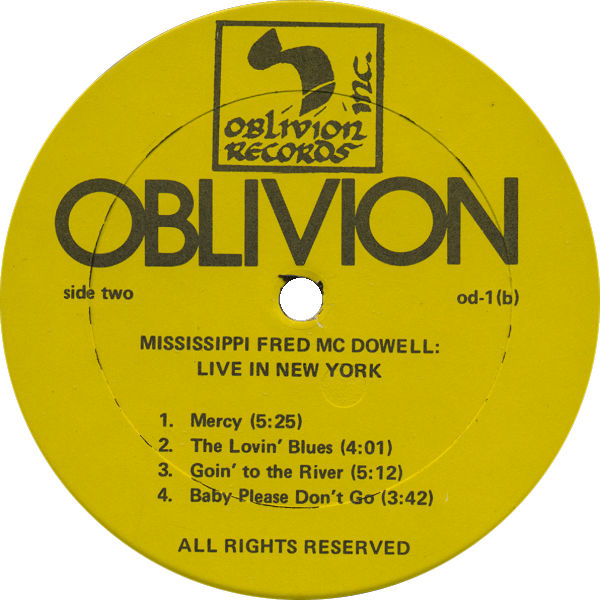 OBLIVION
RECORDS
INC.
OBLIVION
side two
od-1(b)
MISSISSIPPI FRED MC DOWELL:
LIVE IN NEW YORK
1. Mercy (5:25)
2. The Lovin' Blues (4:01)
3. Goin' to the River (5:12)
4. Baby Please Don't Go (3:42)
ALL RIGHTS RESERVED